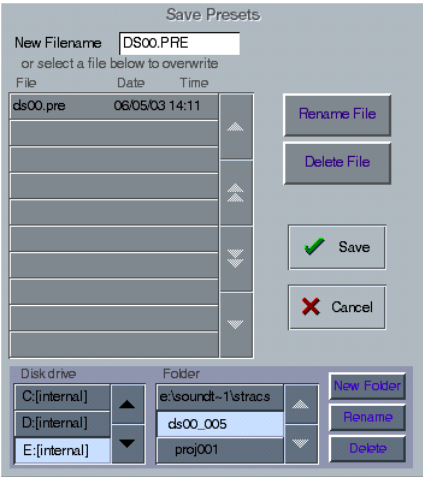 Save Presets
New Filename DS00.PRE
or select a file below to overwrite
File Date Time
ds00.pre 06/05/03 14:11
Rename File
Delete File
Save
Cancel
Disk drive Folder
C:[internal] e:\soundt~1\stracs New Folder
D:[internal] ds00_005 Rename
E:[internal] proj001 Delete